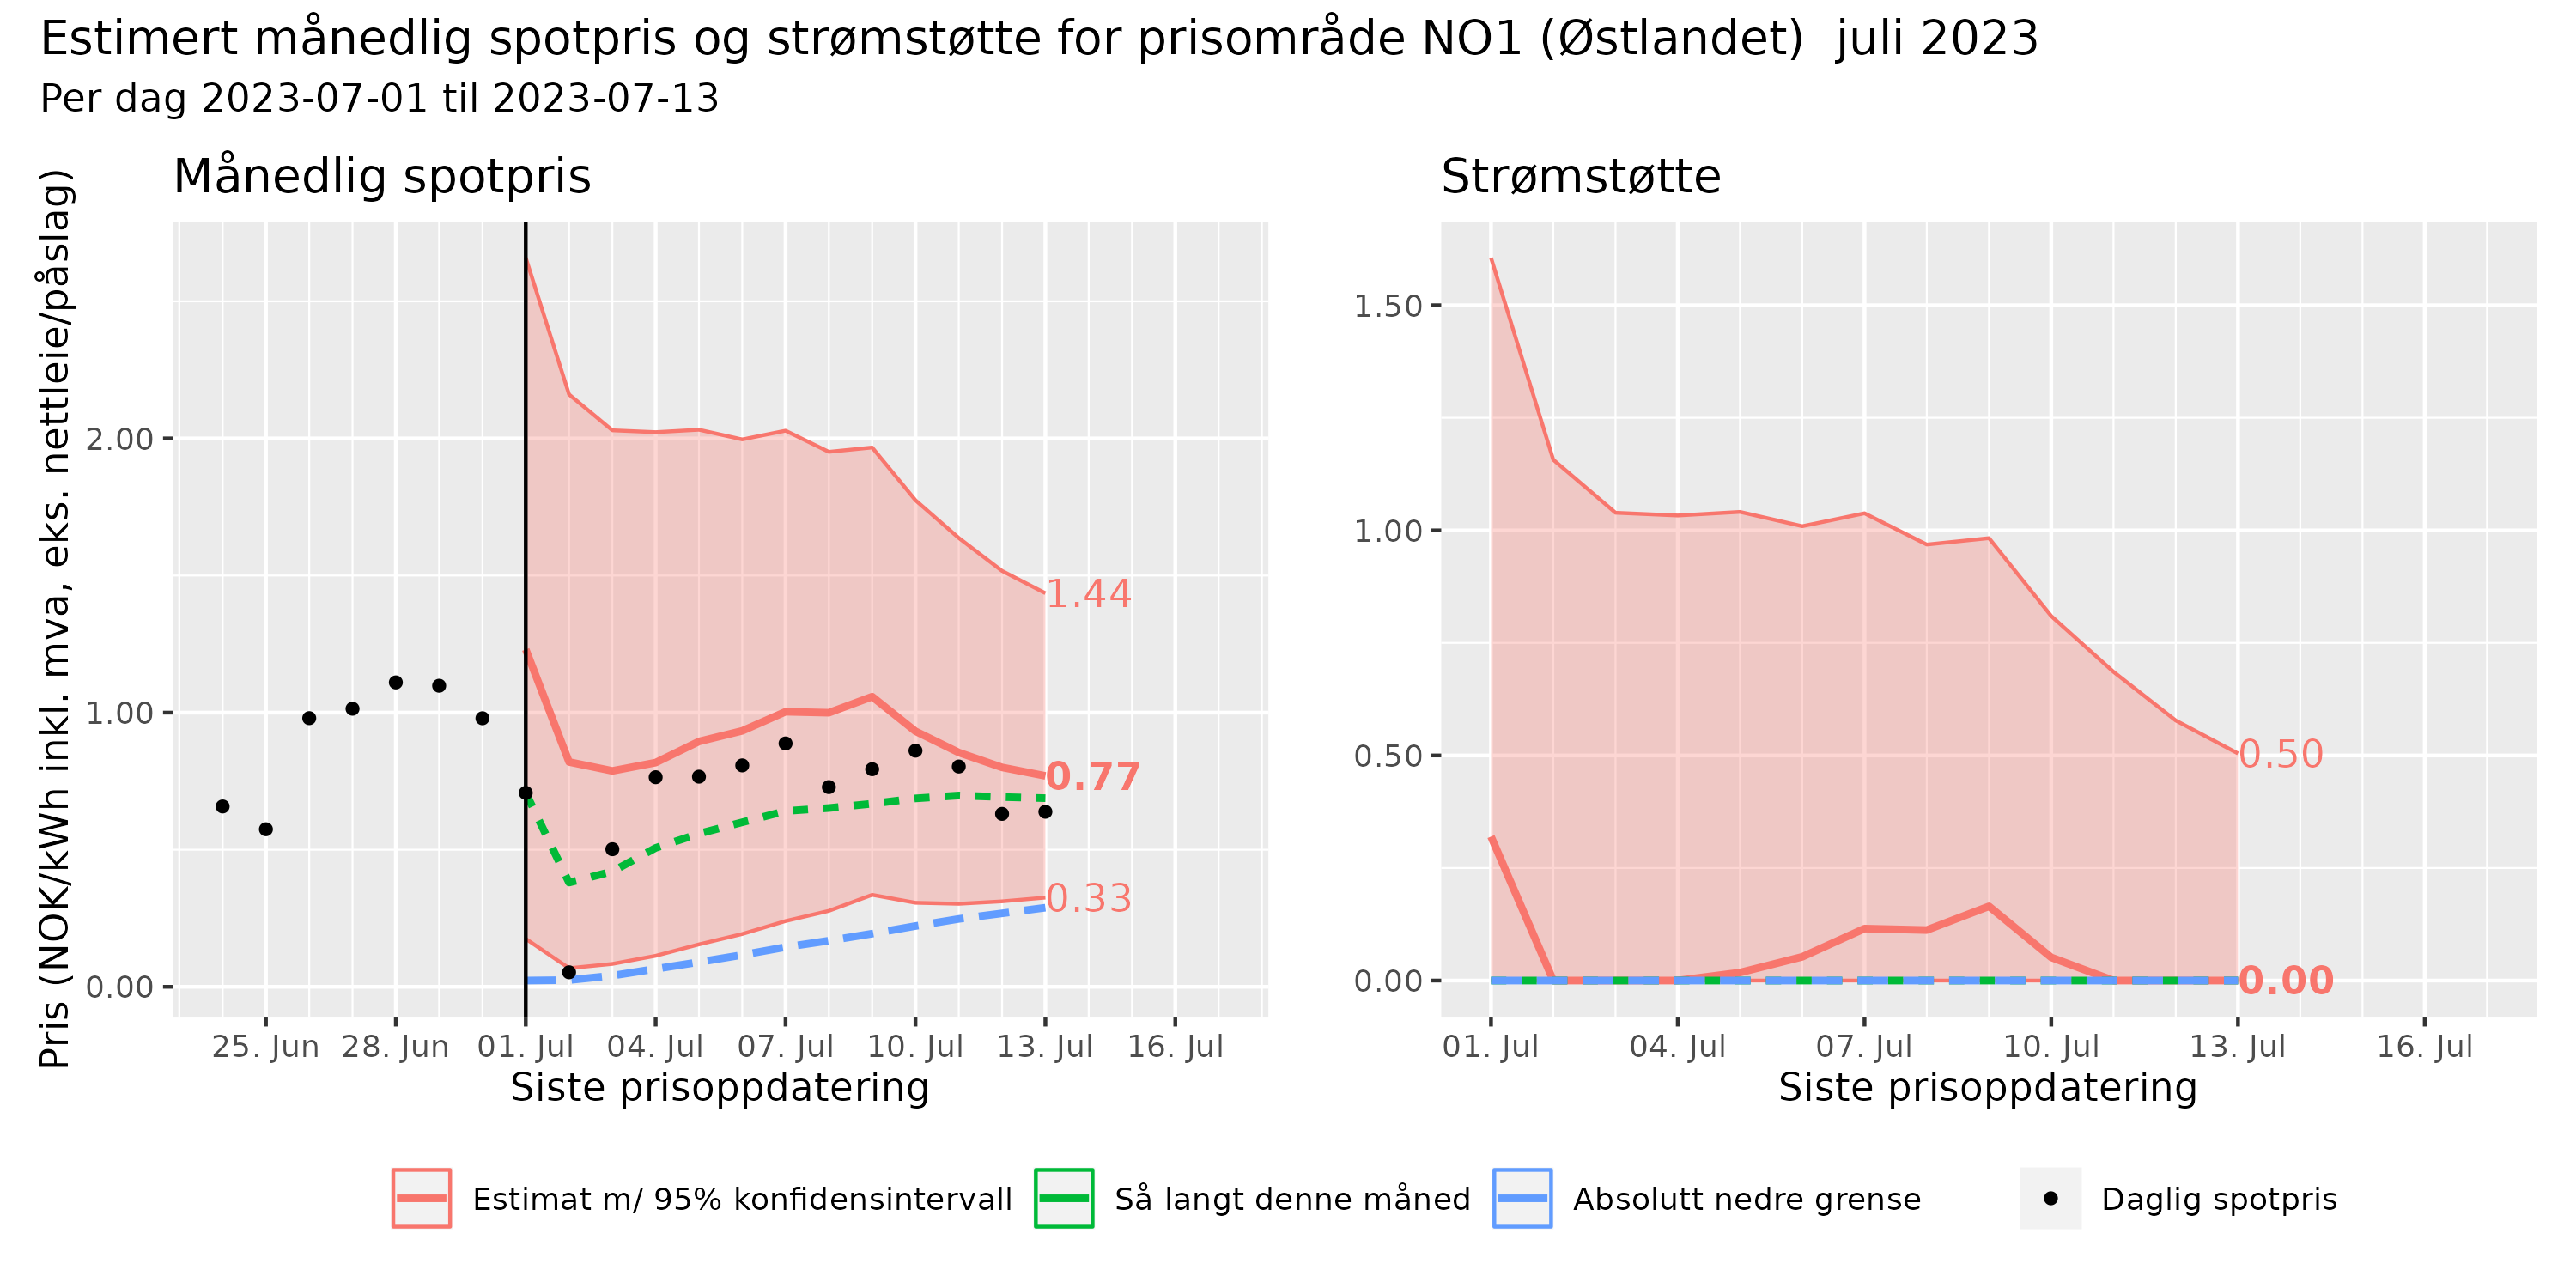 Estimert månedlig spotpris og strømstøtte for prisområde NO1 (Østlandet)  juli 2023
Per dag 2023-07-01 til 2023-07-13
Månedlig spotpris
Pris (NOK/kWh inkl. mva, eks. nettleie/påslag)
2.00
1.00
0.00
1.44
0.77
0.33
25. Jun 28. Jun 01. Jul 04. Jul 07. Jul 10. Jul 13. Jul 16. Jul
Siste prisoppdatering
Strømstøtte
1.50
1.00
0.50
0.00
0.50
0.00
01. Jul 04. Jul 07. Jul 10. Jul 13. Jul 16. Jul
Siste prisoppdatering
Estimat m/ 95% konfidensintervall Så langt denne måned Absolutt nedre grense Daglig spotpris